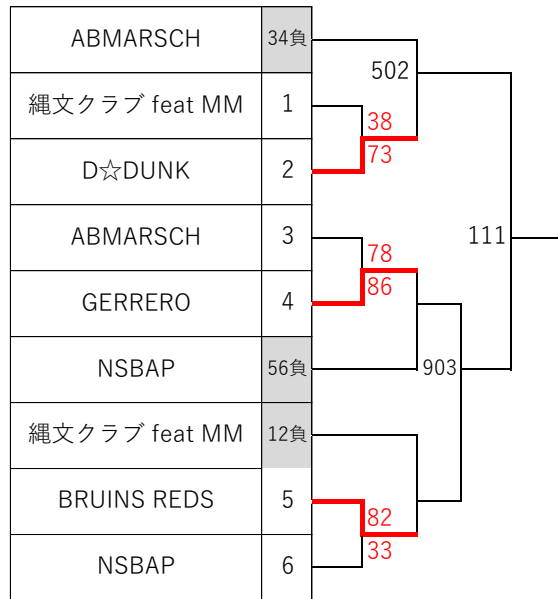 ABMARSCH 34負
502
縄文クラブ feat MM 1
38
73
D☆DUNK 2
ABMARSCH 3
111
78
86
GERRERO 4
NSBAP 56負
903
縄文クラブ feat MM 12負
BRUINS REDS 5
82
33
NSBAP 6